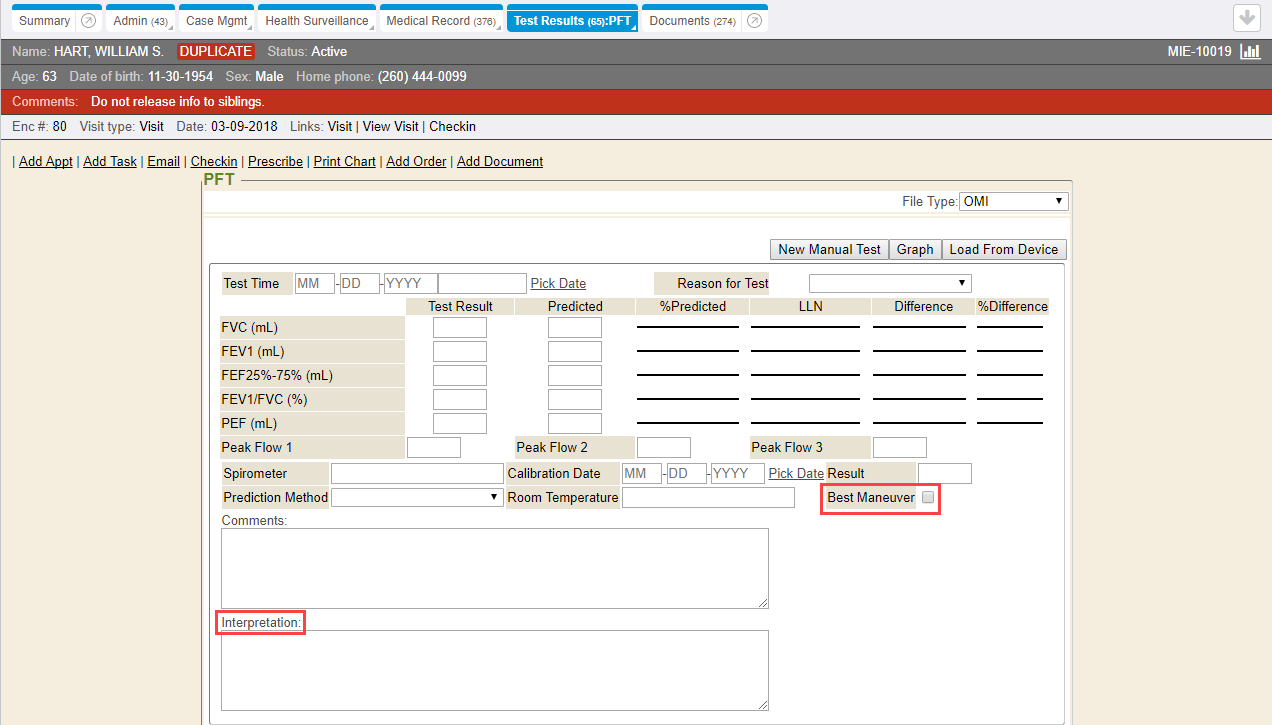 Summary Admin (43) Case Mgmt Health Surveillance Medical Record (376) Test Results (65):PFT Documents (274)
Name: HART, WILLIAM S. DUPLICATE Status: Active MIE-10019
Age: 63 Date of birth: 11-30-1954 Sex: Male Home phone: (260) 444-0099
Comments: Do not release info to siblings.
Enc #: 80 Visit type: Visit Date: 03-09-2018 Links: Visit | View Visit | Checkin
| Add Appt | Add Task | Email | Checkin | Prescribe | Print Chart | Add Order | Add Document
PFT
File Type: OMI
New Manual Test Graph Load From Device
Test Time MM -DD -YYYY Pick Date Reason for Test
Test Result Predicted %Predicted LLN Difference %Difference
FVC (mL)
FEV1 (mL)
FEF25%-75% (mL)
FEV1/FVC (%)
PEF (mL)
Peak Flow 1 Peak Flow 2 Peak Flow 3
Spirometer Calibration Date MM -DD -YYYY Pick Date Result
Prediction Method Room Temperature Best Maneuver
Comments:
Interpretation: